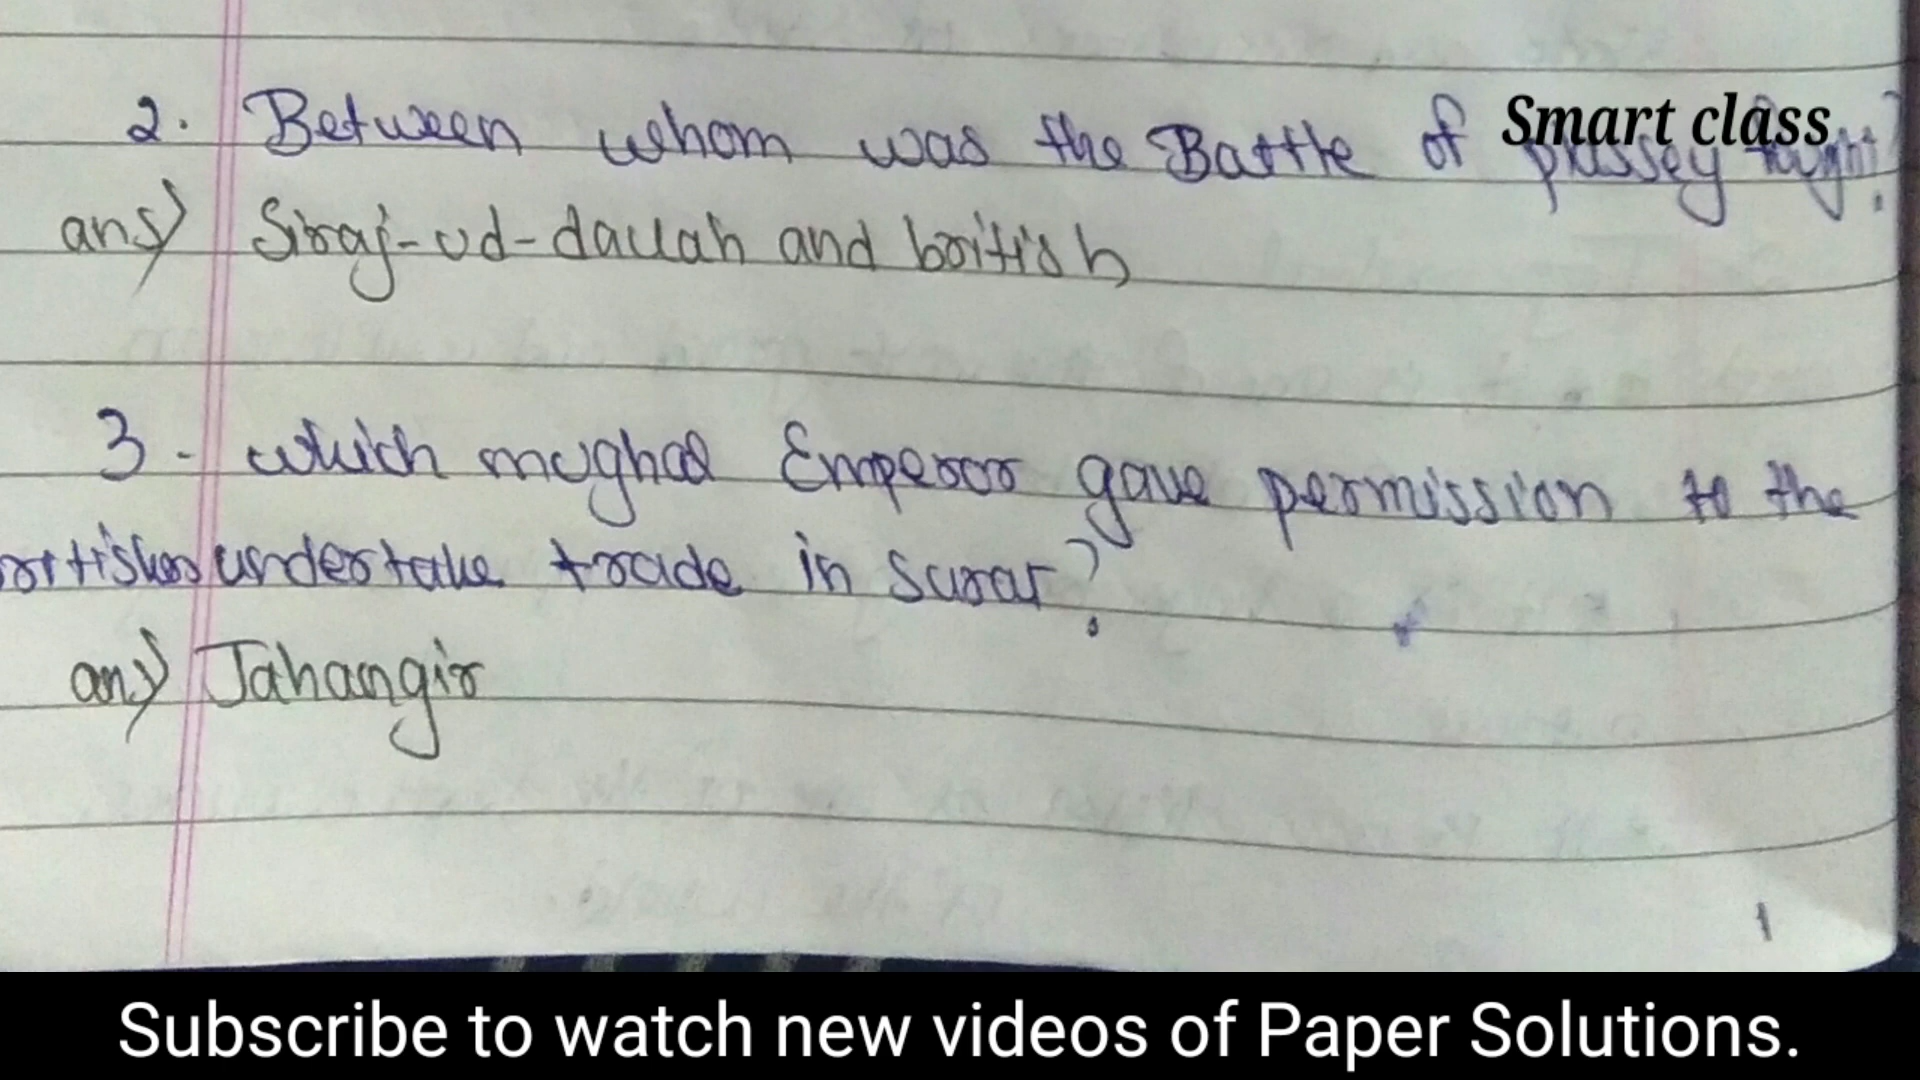 Smart class
2. Between whom was the Battle of plassey fought?
ans) Siraj-ud-daulah and british
3 - which mughal Emperor gave permission to the
undertake trade in Surat?
ans) Jahangir
1
Subscribe to watch new videos of Paper Solutions.